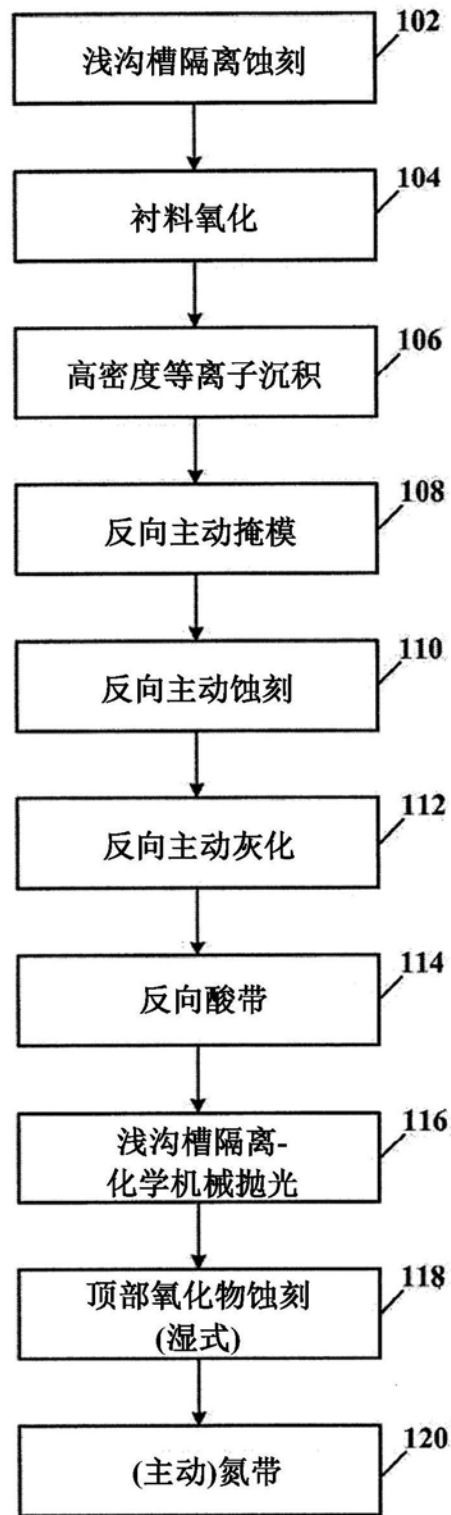 102
浅沟槽隔离蚀刻
104
衬料氧化
106
高密度等离子沉积
108
反向主动掩模
110
反向主动蚀刻
112
反向主动灰化
114
反向酸带
116
浅沟槽隔离-
化学机械抛光
118
顶部氧化物蚀刻
(湿式)
120
(主动)氮带